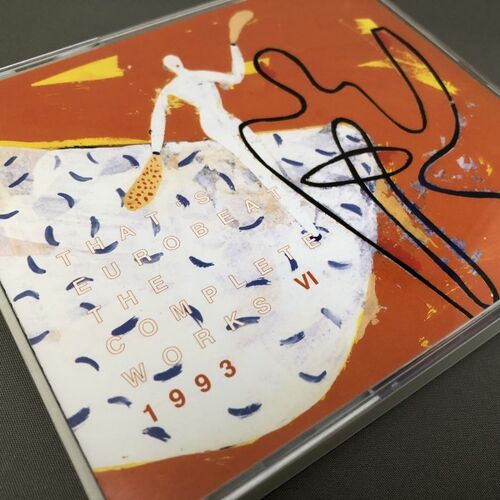 THAT'S
EUROBEAT
THE
COMPLETE
WORKS VI
1993